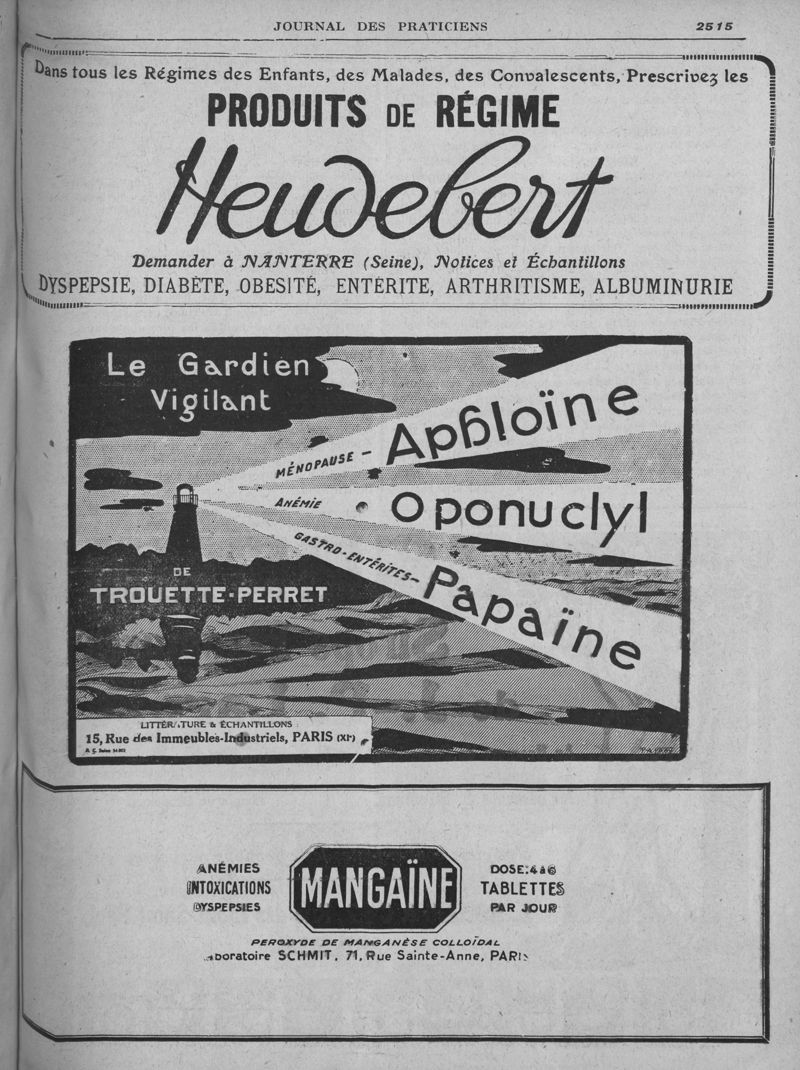 JOURNAL DES PRATICIENS 2515
Dans tous les Régimes des Enfants, des Malades, des Convalescents, Prescrivez les
PRODUITS DE RÉGIME
Heudebert
Demander à NANTERRE (Seine), Notices et Échantillons
DYSPEPSIE, DIABÈTE, OBESITÉ, ENTÉRITE, ARTHRITISME, ALBUMINURIE
Le Gardien
Vigilant
MÉNOPAUSE - Aphloïne
ANÉMIE Oponuclyl
GASTRO-ENTÉRITES - Papaïne
DE
TROUETTE-PERRET
LITTÉRATURE & ÉCHANTILLONS :
15, Rue des Immeubles-Industriels, PARIS (XIe)
ANÉMIES
INTOXICATIONS
DYSPEPSIES
MANGAÏNE
DOSE: 4 à 6
TABLETTES
PAR JOUR
PEROXYDE DE MANGANÈSE COLLOÏDAL
Laboratoire SCHMIT, 71, Rue Sainte-Anne, PARIS